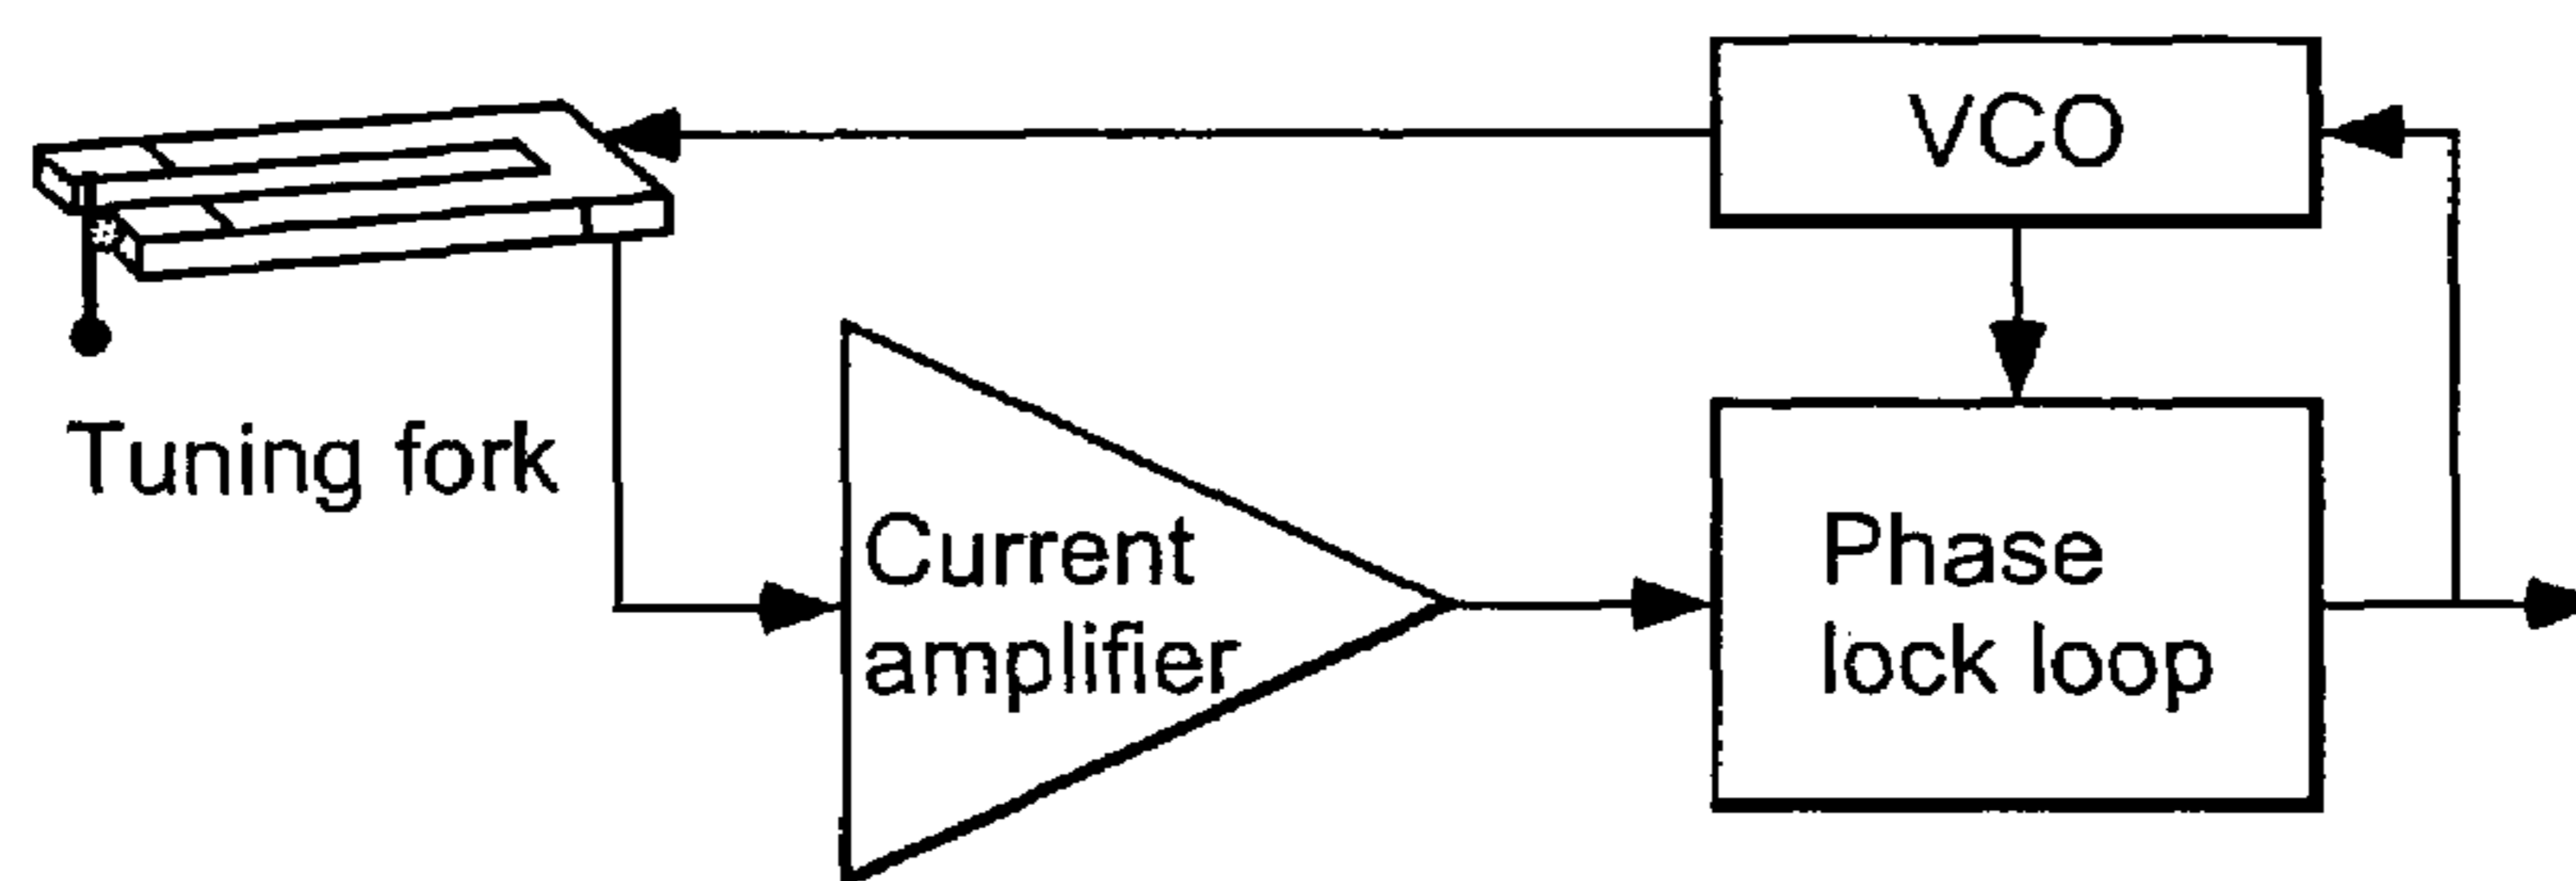 VCO
Tuning fork
Current
amplifier
Phase
lock loop